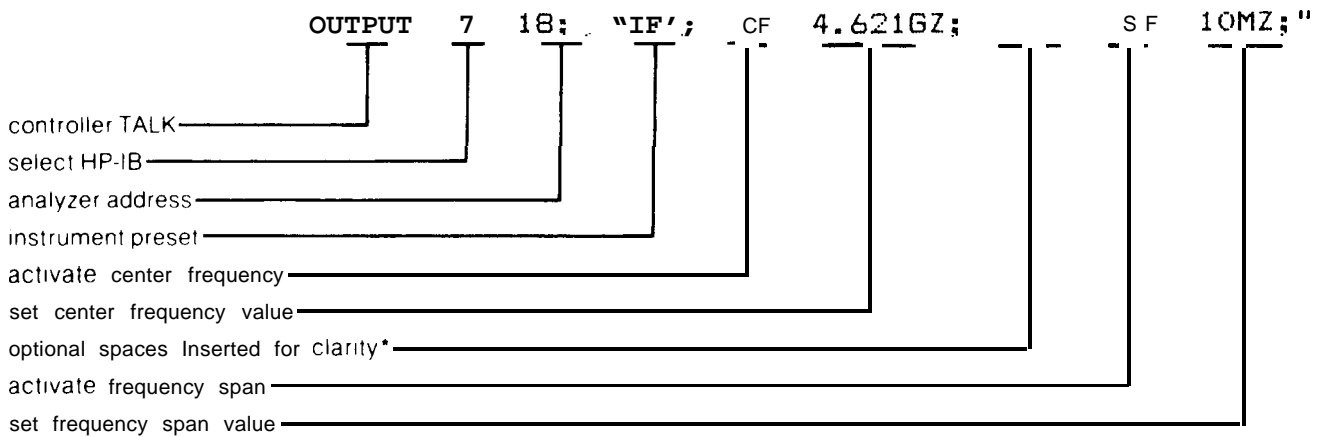 OUTPUT 7 18; "IF'; CF 4.621GZ; SF 10MZ;"
controller TALK
select HP-IB
analyzer address
instrument preset
activate center frequency
set center frequency value
optional spaces Inserted for clarity*
activate frequency span
set frequency span value